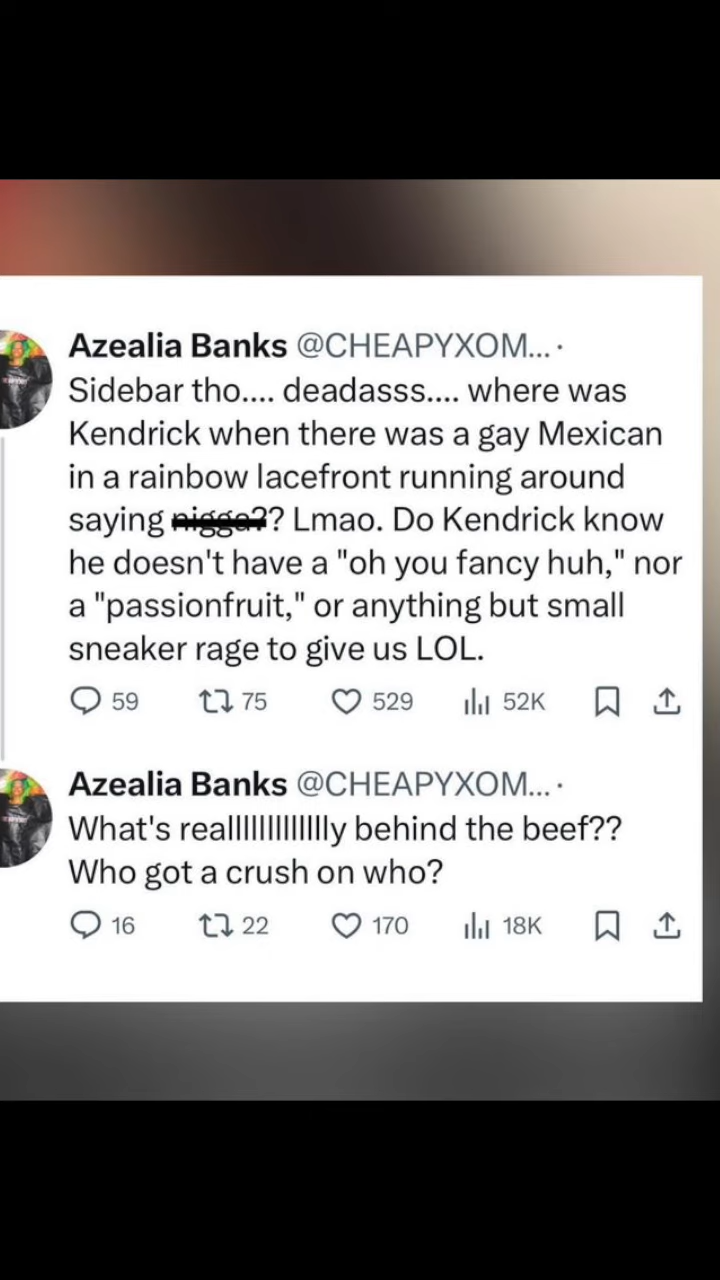 Azealia Banks @CHEAPYXOM... ·
Sidebar tho.... deadasss.... where was
Kendrick when there was a gay Mexican
in a rainbow lacefront running around
saying nigga?? Lmao. Do Kendrick know
he doesn't have a "oh you fancy huh," nor
a "passionfruit," or anything but small
sneaker rage to give us LOL.
59 75 529 52K
Azealia Banks @CHEAPYXOM... ·
What's realllllllllllllly behind the beef??
Who got a crush on who?
16 22 170 18K